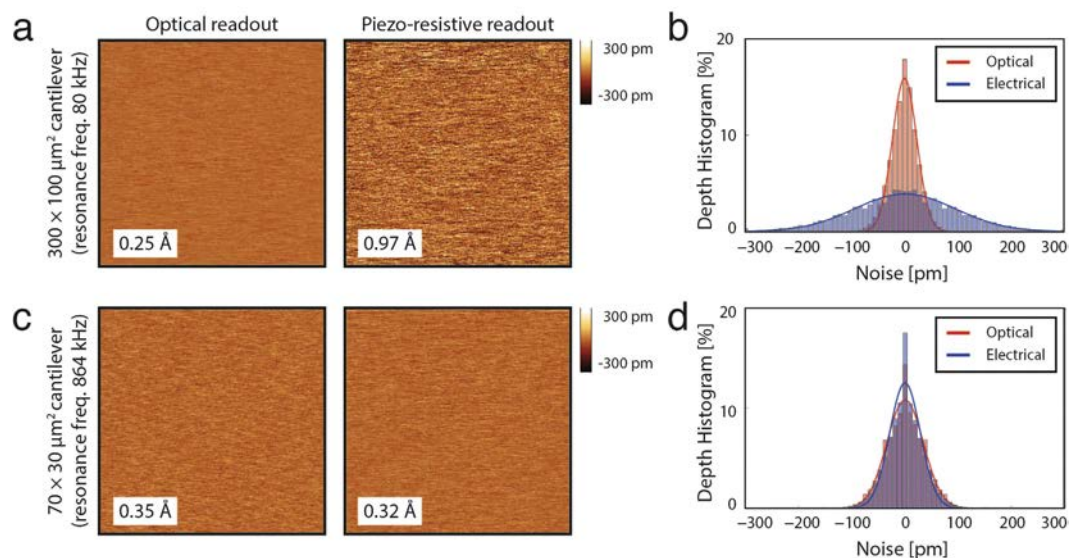 a
Optical readout
Piezo-resistive readout
300 × 100 µm² cantilever
(resonance freq. 80 kHz)
0.25 Å
0.97 Å
300 pm
-300 pm
b
Depth Histogram [%]
20
10
0
Optical
Electrical
−300 −200 −100 0 100 200 300
Noise [pm]
c
70 × 30 µm² cantilever
(resonance freq. 864 kHz)
0.35 Å
0.32 Å
300 pm
-300 pm
d
Depth Histogram [%]
20
10
0
Optical
Electrical
−300 −200 −100 0 100 200 300
Noise [pm]